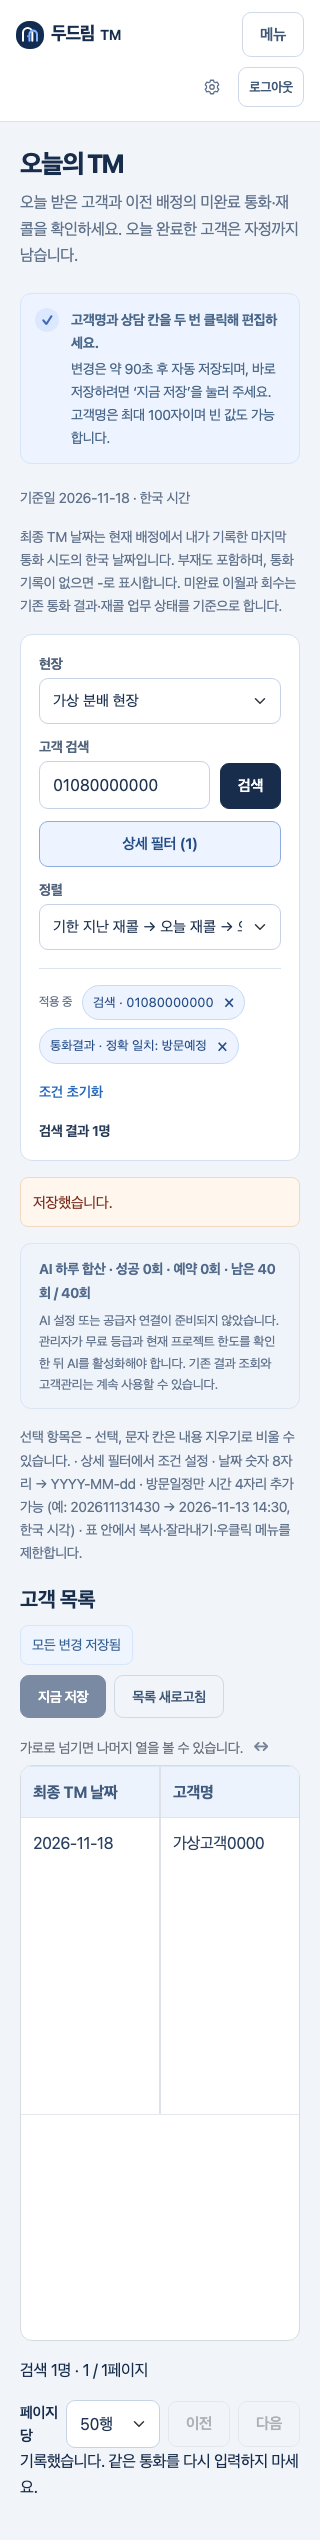 두드림 TM
메뉴
로그아웃
오늘의 TM
오늘 받은 고객과 이전 배정의 미완료 통화·재
콜을 확인하세요. 오늘 완료한 고객은 자정까지
남습니다.
고객명과 상담 칸을 두 번 클릭해 편집하
세요.
변경은 약 90초 후 자동 저장되며, 바로
저장하려면 ‘지금 저장’을 눌러 주세요.
고객명은 최대 100자이며 빈 값도 가능
합니다.
기준일 2026-11-18 · 한국 시간
최종 TM 날짜는 현재 배정에서 내가 기록한 마지막
통화 시도의 한국 날짜입니다. 부재도 포함하며, 통화
기록이 없으면 -로 표시합니다. 미완료 이월과 회수는
기존 통화 결과·재콜 업무 상태를 기준으로 합니다.
현장
가상 분배 현장
고객 검색
01080000000
검색
상세 필터 (1)
정렬
기한 지난 재콜 → 오늘 재콜 →
적용 중
검색 · 01080000000 ×
통화결과 · 정확 일치: 방문예정 ×
조건 초기화
검색 결과 1명
저장했습니다.
AI 하루 합산 · 성공 0회 · 예약 0회 · 남은 40
회 / 40회
AI 설정 또는 공급자 연결이 준비되지 않았습니다.
관리자가 무료 등급과 현재 프로젝트 한도를 확인
한 뒤 AI를 활성화해야 합니다. 기존 결과 조회와
고객관리는 계속 사용할 수 있습니다.
선택 항목은 - 선택, 문자 칸은 내용 지우기로 비울 수
있습니다. · 상세 필터에서 조건 설정 · 날짜 숫자 8자
리 → YYYY-MM-dd · 방문일정만 시간 4자리 추가
가능 (예: 202611131430 → 2026-11-13 14:30,
한국 시각) · 표 안에서 복사·잘라내기·우클릭 메뉴를
제한합니다.
고객 목록
모든 변경 저장됨
지금 저장
목록 새로고침
가로로 넘기면 나머지 열을 볼 수 있습니다. ↔
최종 TM 날짜
고객명
2026-11-18
가상고객0000
검색 1명 · 1 / 1페이지
페이지
당
50행
이전
다음
기록했습니다. 같은 통화를 다시 입력하지 마세
요.